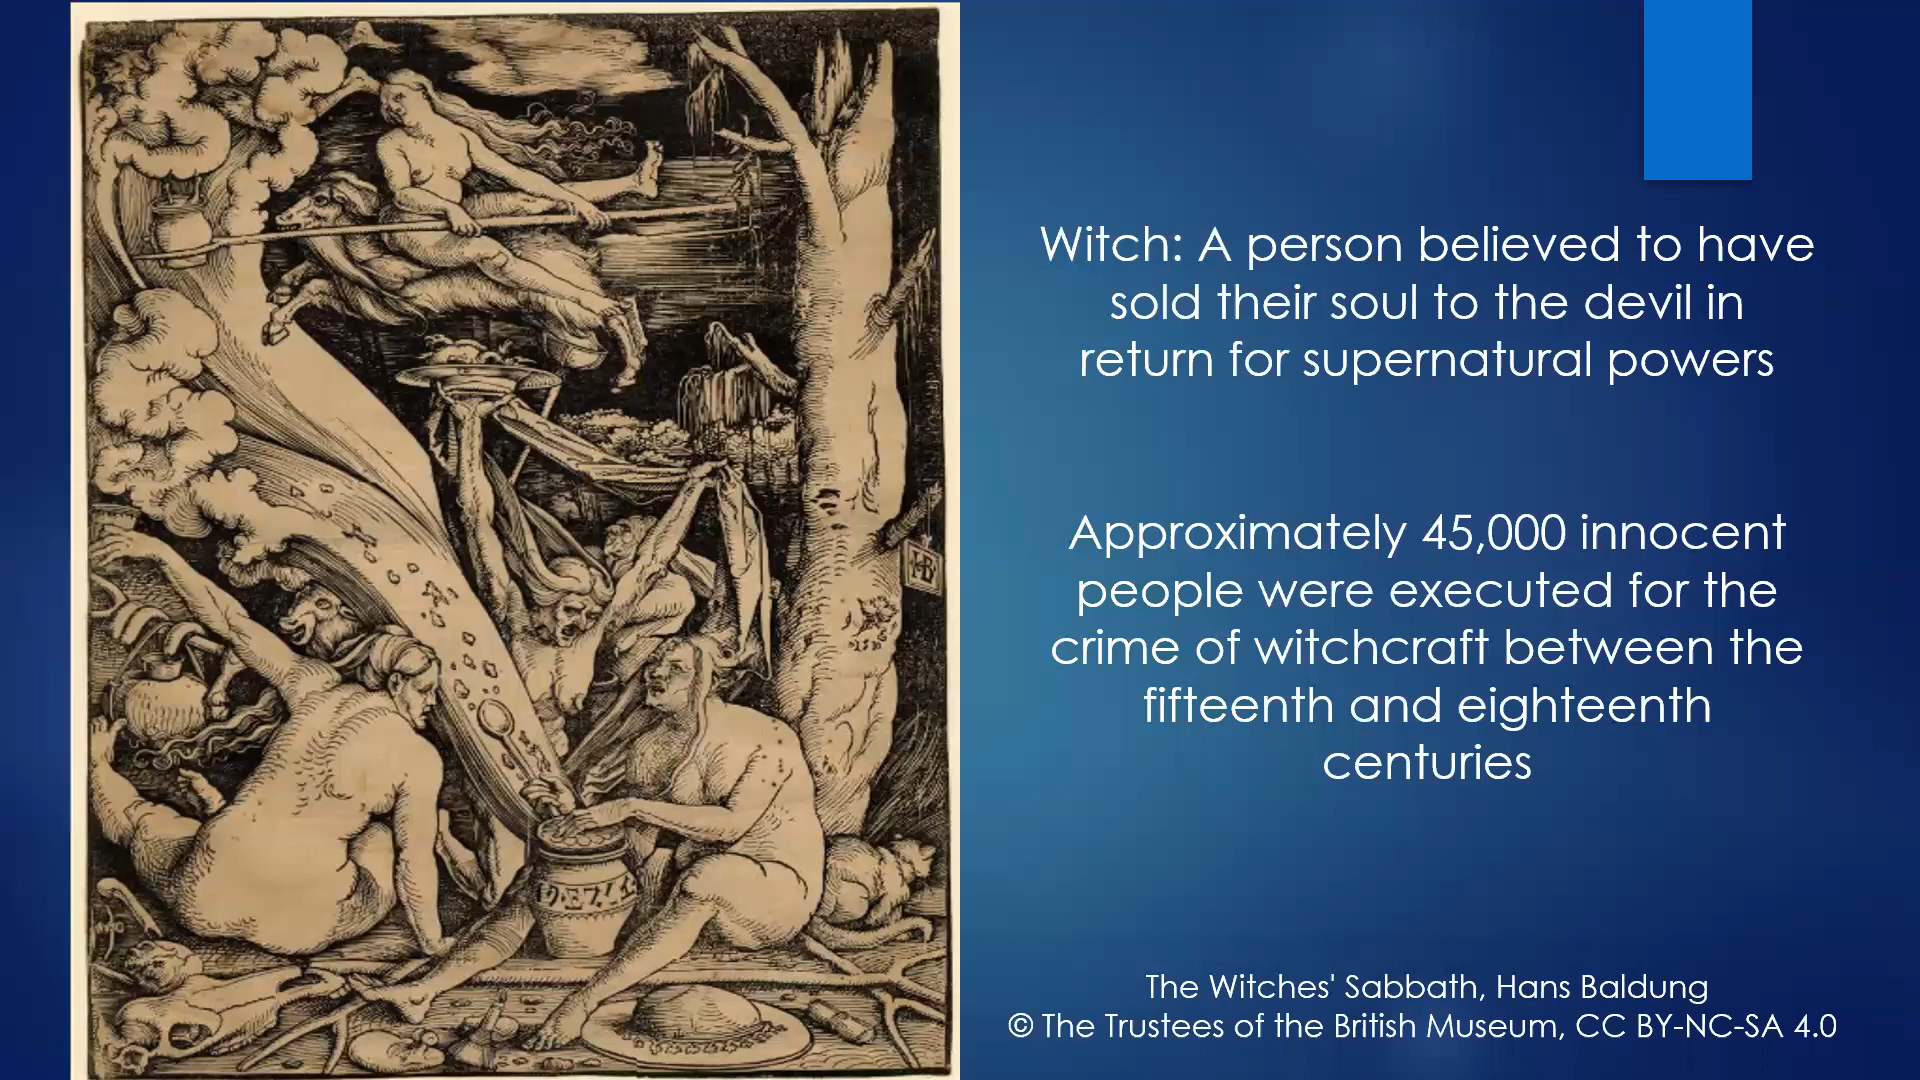 Witch: A person believed to have
sold their soul to the devil in
return for supernatural powers
Approximately 45,000 innocent
people were executed for the
crime of witchcraft between the
fifteenth and eighteenth
centuries
The Witches' Sabbath, Hans Baldung
© The Trustees of the British Museum, CC BY-NC-SA 4.0